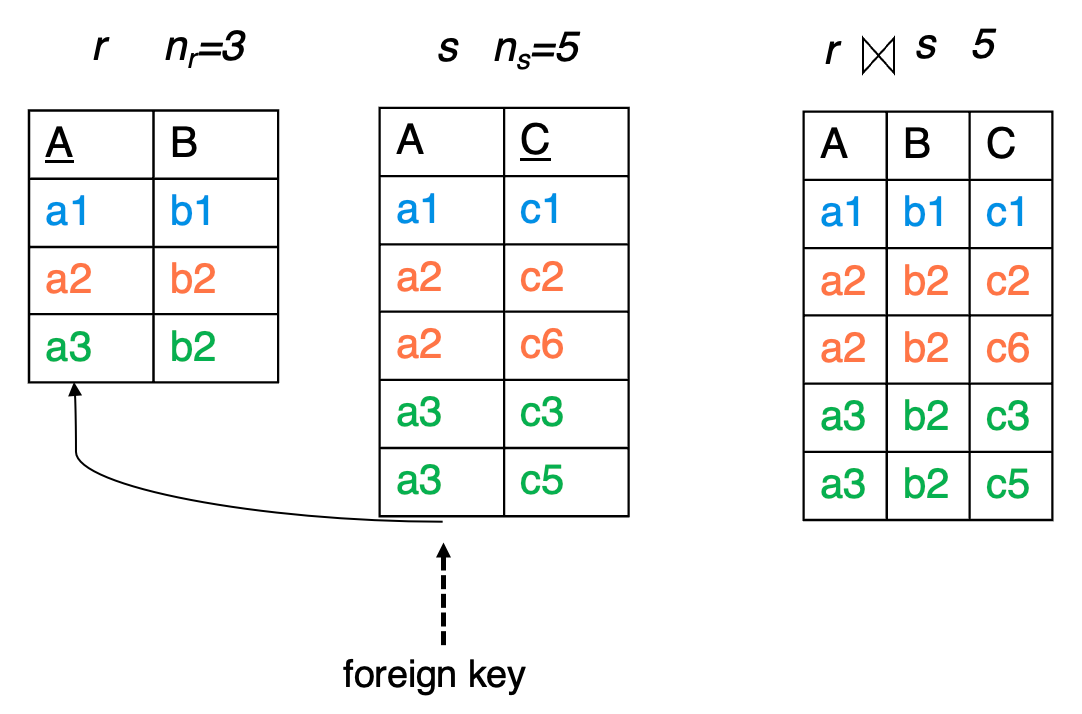 r n_r=3
s n_s=5
r ⋈ s 5
A B
a1 b1
a2 b2
a3 b2
A C
a1 c1
a2 c2
a2 c6
a3 c3
a3 c5
A B C
a1 b1 c1
a2 b2 c2
a2 b2 c6
a3 b2 c3
a3 b2 c5
foreign key